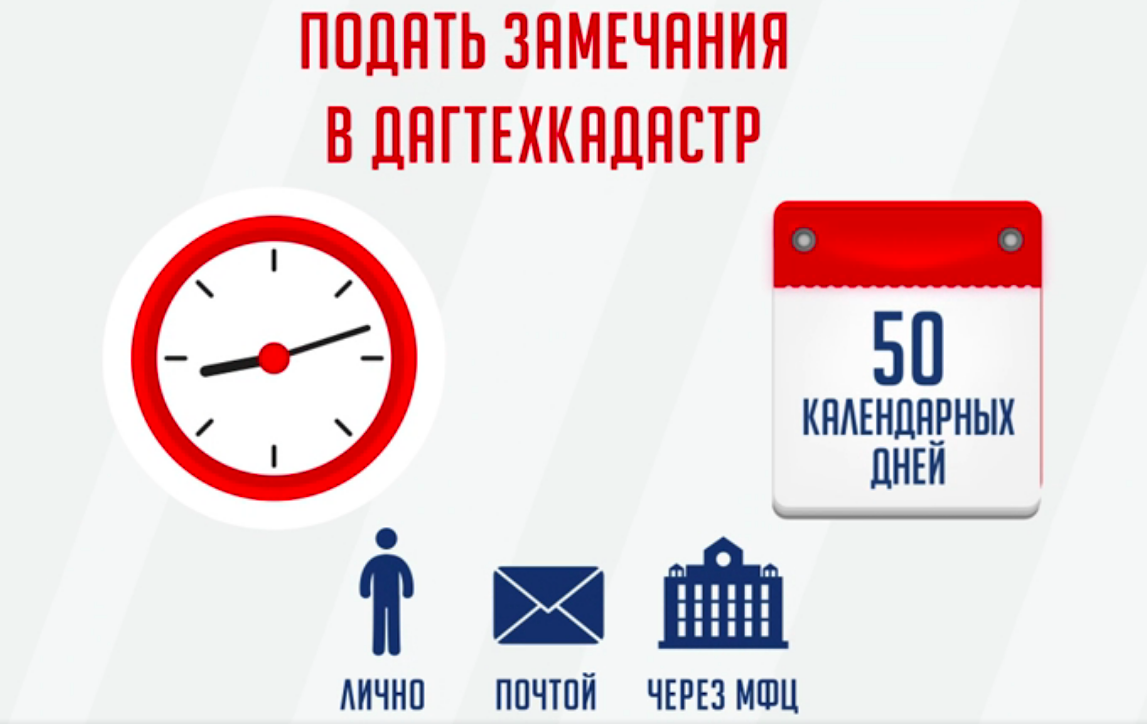 ПОДАТЬ ЗАМЕЧАНИЯ
В ДАГТЕХКАДАСТР
50
КАЛЕНДАРНЫХ
ДНЕЙ
ЛИЧНО
ПОЧТОЙ
ЧЕРЕЗ МФЦ